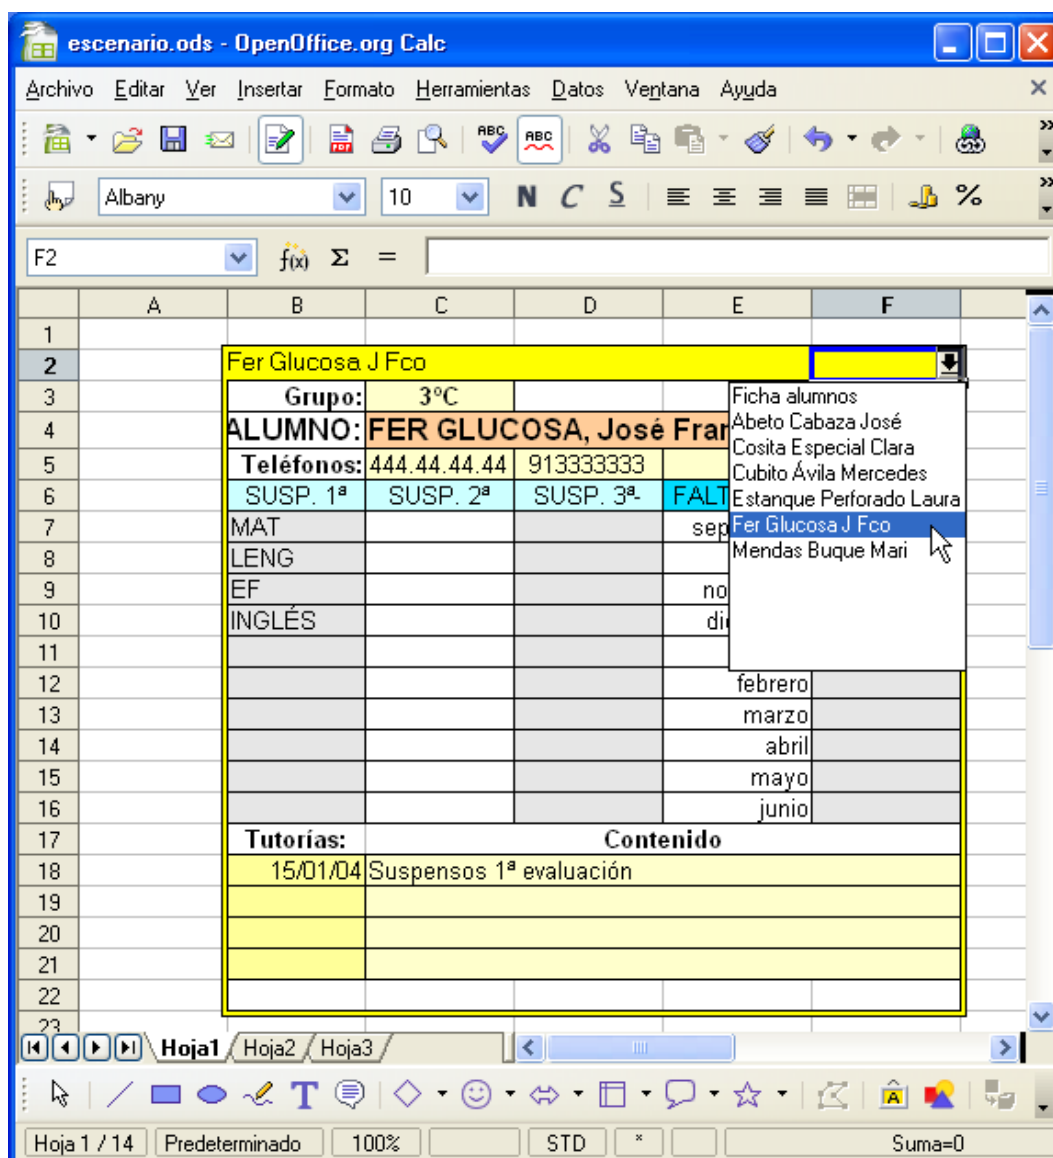 escenario.ods - OpenOffice.org Calc
Archivo Editar Ver Insertar Formato Herramientas Datos Ventana Ayuda
Albany 10 N C S %
F2 f(x) Σ =
A B C D E F
1
2 Fer Glucosa J Fco
3 Grupo: 3ºC
Ficha alumnos
Abeto Cabaza José
Cosita Especial Clara
Cubito Ávila Mercedes
Estanque Perforado Laura
Fer Glucosa J Fco
Mendas Buque Mari
4 ALUMNO: FER GLUCOSA, José Fran
5 Teléfonos: 444.44.44.44 913333333
6 SUSP. 1ª SUSP. 2ª SUSP. 3ª- FALT
7 MAT sep
8 LENG
9 EF no
10 INGLÉS di
11
12 febrero
13 marzo
14 abril
15 mayo
16 junio
17 Tutorías: Contenido
18 15/01/04 Suspensos 1ª evaluación
19
20
21
22
23
Hoja1 Hoja2 Hoja3
Hoja 1 / 14 Predeterminado 100% STD * Suma=0